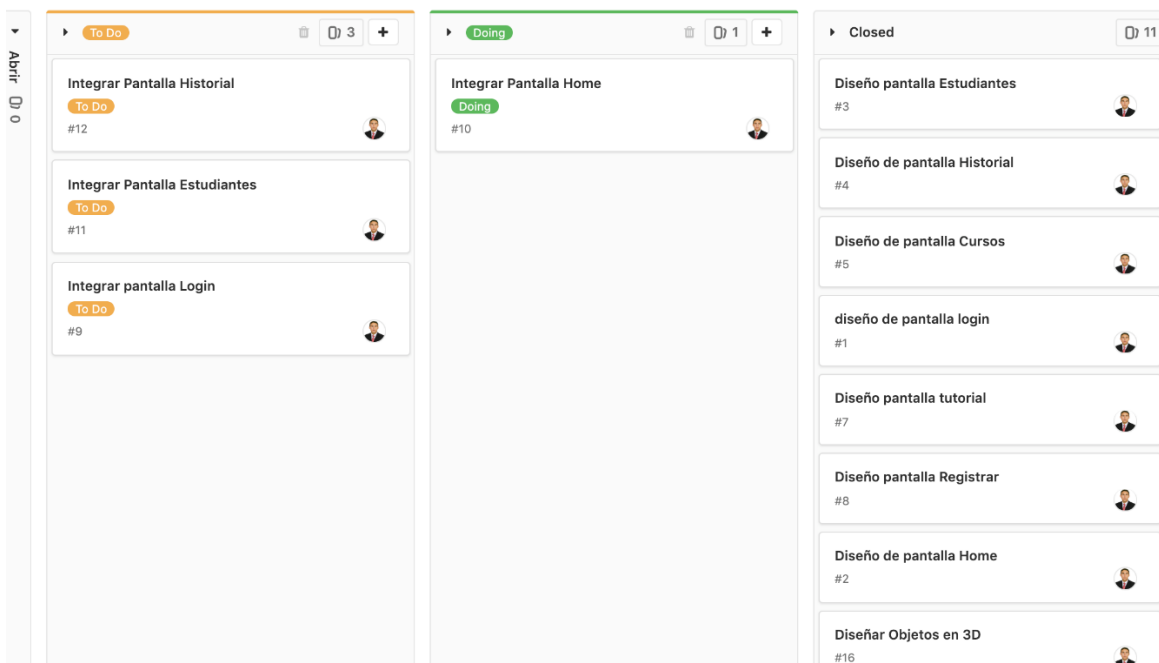 Abrir 0
To Do 3 +
Integrar Pantalla Historial
To Do
#12
Integrar Pantalla Estudiantes
To Do
#11
Integrar pantalla Login
To Do
#9
Doing 1 +
Integrar Pantalla Home
Doing
#10
Closed 11
Diseño pantalla Estudiantes
#3
Diseño de pantalla Historial
#4
Diseño de pantalla Cursos
#5
diseño de pantalla login
#1
Diseño pantalla tutorial
#7
Diseño pantalla Registrar
#8
Diseño de pantalla Home
#2
Diseñar Objetos en 3D
#16